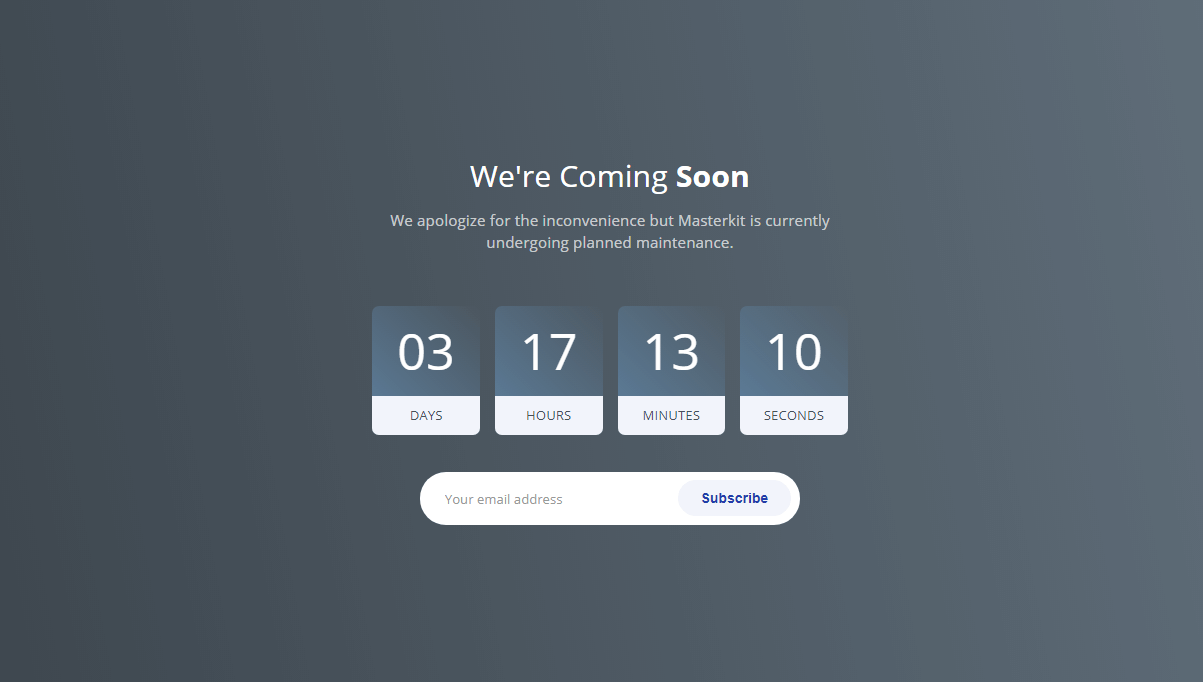 We're Coming Soon
We apologize for the inconvenience but Masterkit is currently
undergoing planned maintenance.
03 17 13 10
DAYS HOURS MINUTES SECONDS
Your email address Subscribe